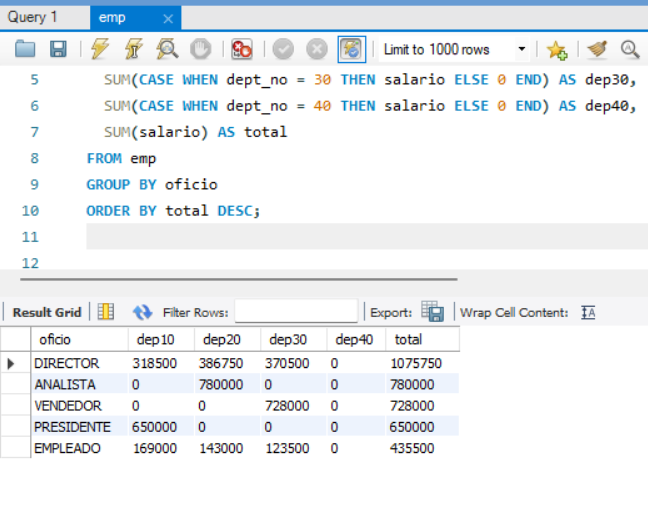 Query 1 emp ×
Limit to 1000 rows
5 SUM(CASE WHEN dept_no = 30 THEN salario ELSE 0 END) AS dep30,
6 SUM(CASE WHEN dept_no = 40 THEN salario ELSE 0 END) AS dep40,
7 SUM(salario) AS total
8 FROM emp
9 GROUP BY oficio
10 ORDER BY total DESC;
11
12
Result Grid Filter Rows: Export: Wrap Cell Content: IA
oficio dep10 dep20 dep30 dep40 total
DIRECTOR 318500 386750 370500 0 1075750
ANALISTA 0 780000 0 0 780000
VENDEDOR 0 0 728000 0 728000
PRESIDENTE 650000 0 0 0 650000
EMPLEADO 169000 143000 123500 0 435500